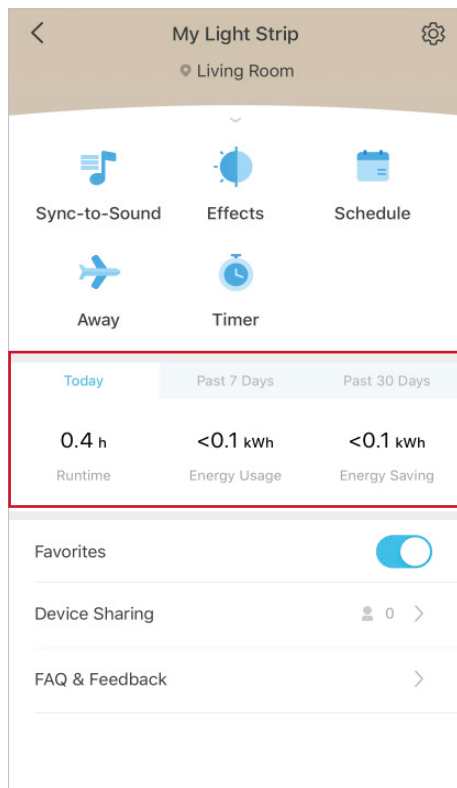 My Light Strip
Living Room
Sync-to-Sound Effects Schedule
Away Timer
Today Past 7 Days Past 30 Days
0.4 h <0.1 kWh <0.1 kWh
Runtime Energy Usage Energy Saving
Favorites
Device Sharing 0
FAQ & Feedback